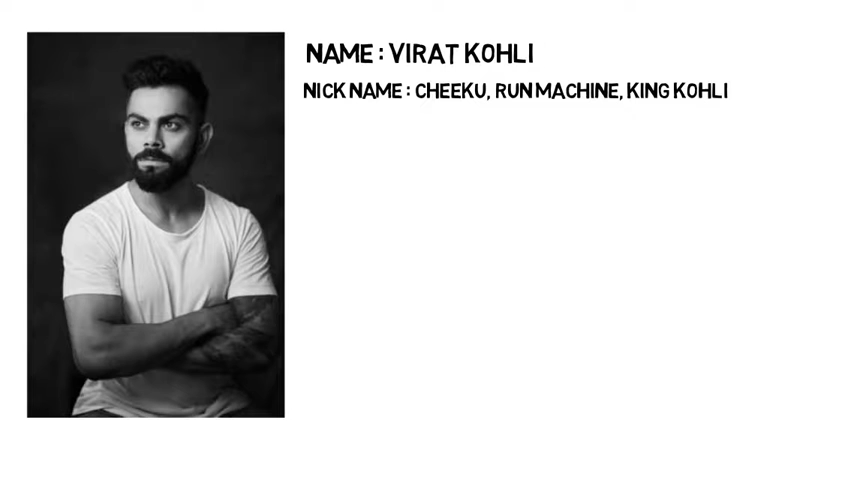 NAME : VIRAT KOHLI
NICK NAME : CHEEKU, RUN MACHINE, KING KOHLI